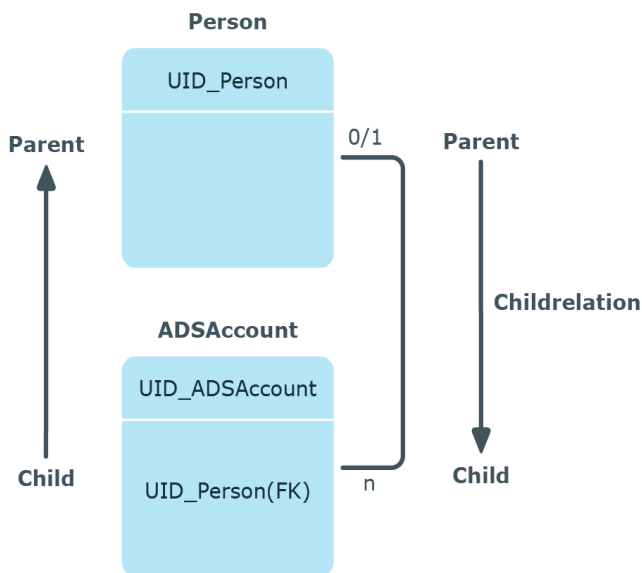 Person
UID_Person
Parent
0/1
Parent
Childrelation
ADSAccount
UID_ADSAccount
Child
UID_Person(FK)
n
Child